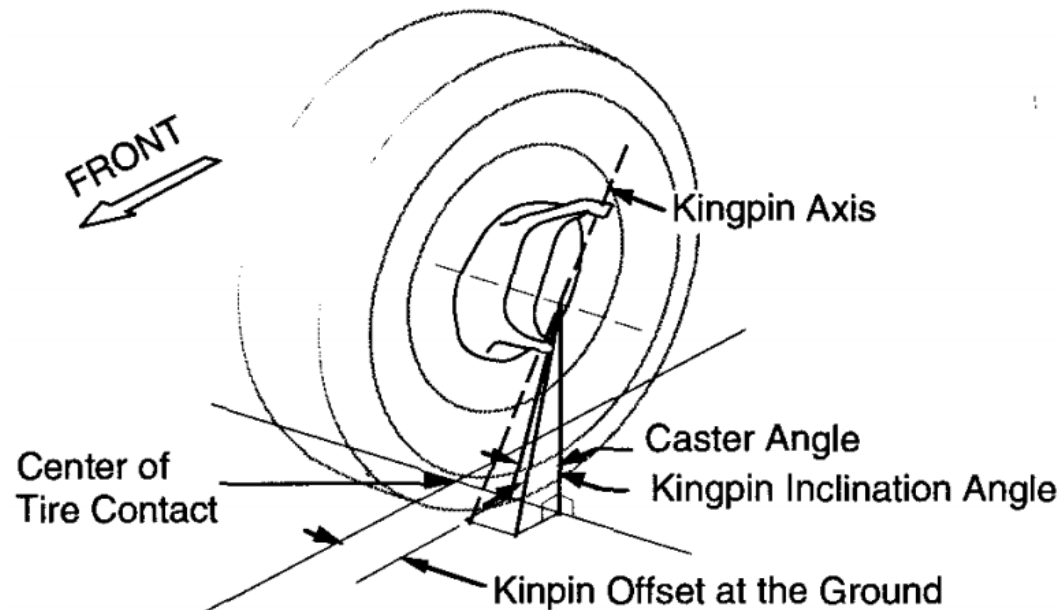 FRONT
Kingpin Axis
Caster Angle
Center of
Tire Contact
Kingpin Inclination Angle
Kinpin Offset at the Ground